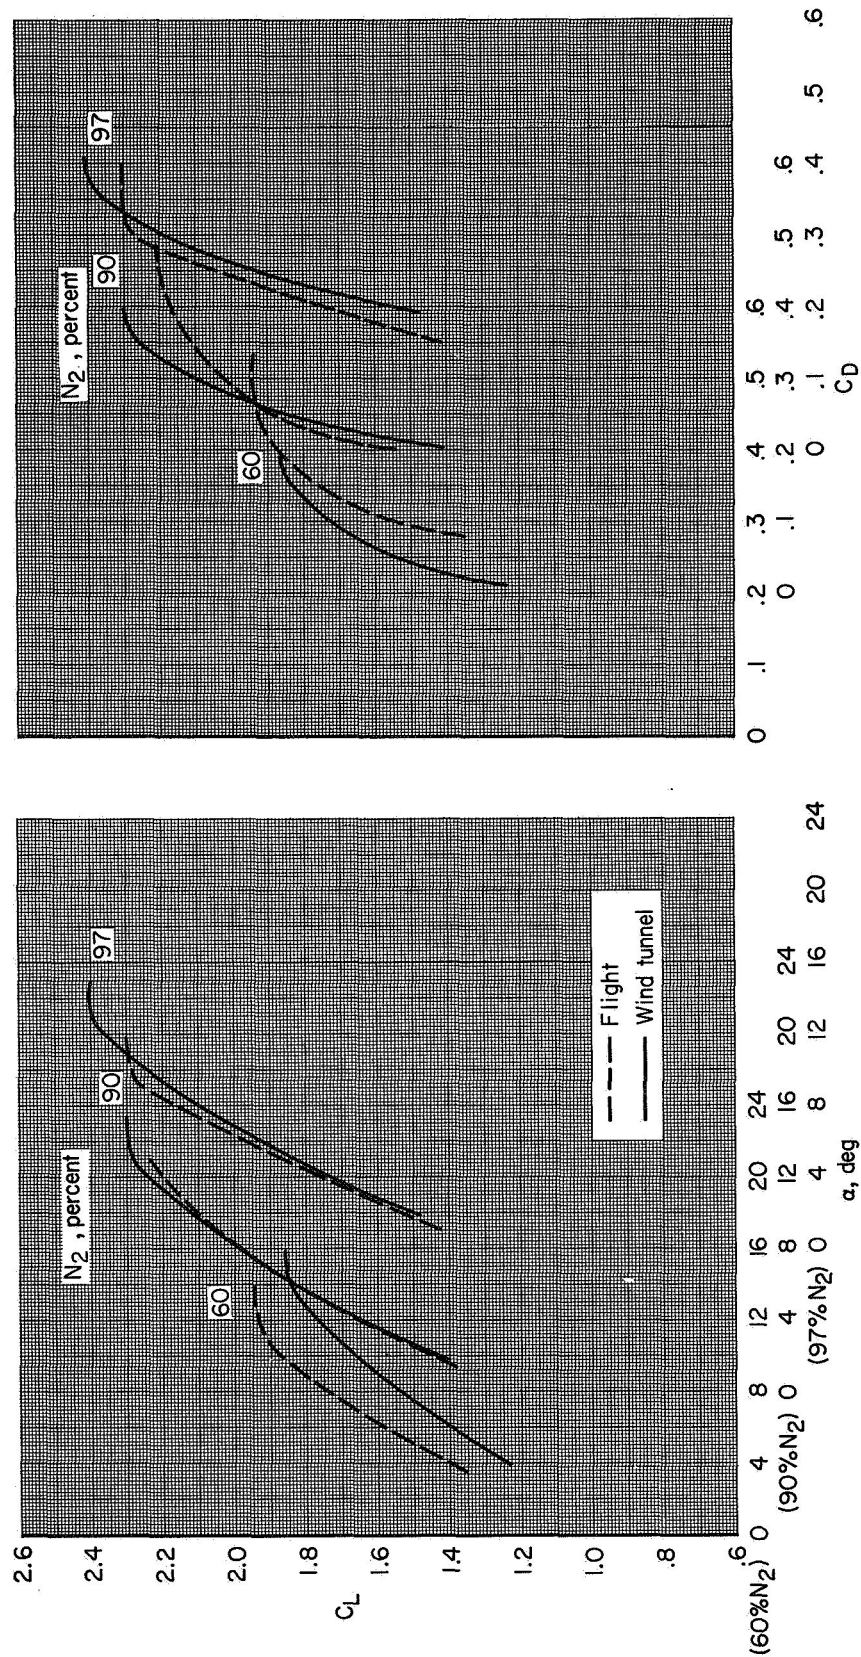 2.6
2.4
2.2
2.0
1.8
1.6
1.4
1.2
1.0
.8
.6
C_L
N₂, percent
60
90
97
Flight
Wind tunnel
(60%N₂) 0 4 8 12 16 20 24
(90%N₂) 0 4 8 12 16 20 24
(97%N₂) 0 4 8 12 16 20 24
α, deg
N₂, percent
60
90
97
0 .1 .2 .3 .4 .5 .6
0 .1 .2 .3 .4 .5 .6
0 .1 .2 .3 .4 .5 .6
C_D